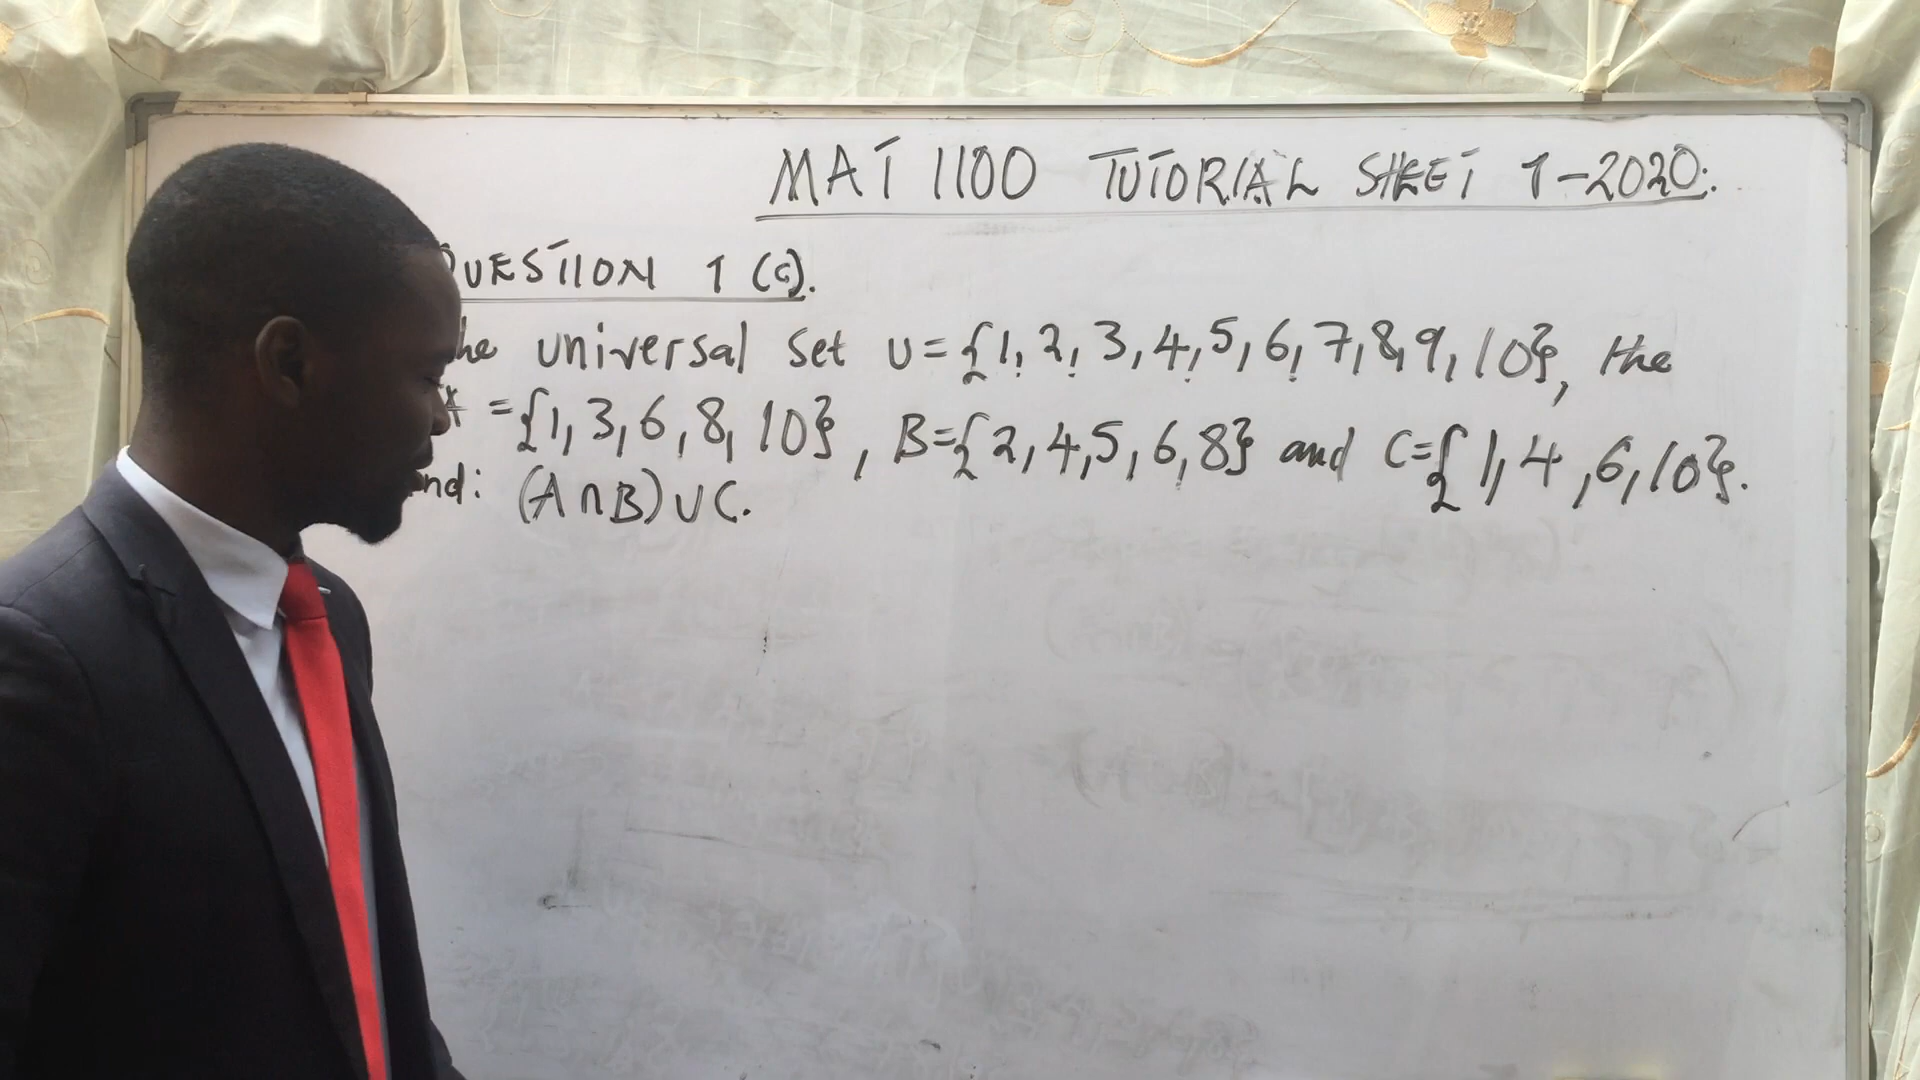 MAT 1100 TUTORIAL SHEET 1-2020.
QUESTION 1 (c).
he universal set U={1, 2, 3, 4, 5, 6, 7, 8, 9, 10}, the
A = {1, 3, 6, 8, 10}, B={2, 4, 5, 6, 8} and C={1, 4, 6, 10}.
nd: (A∩B)∪C.